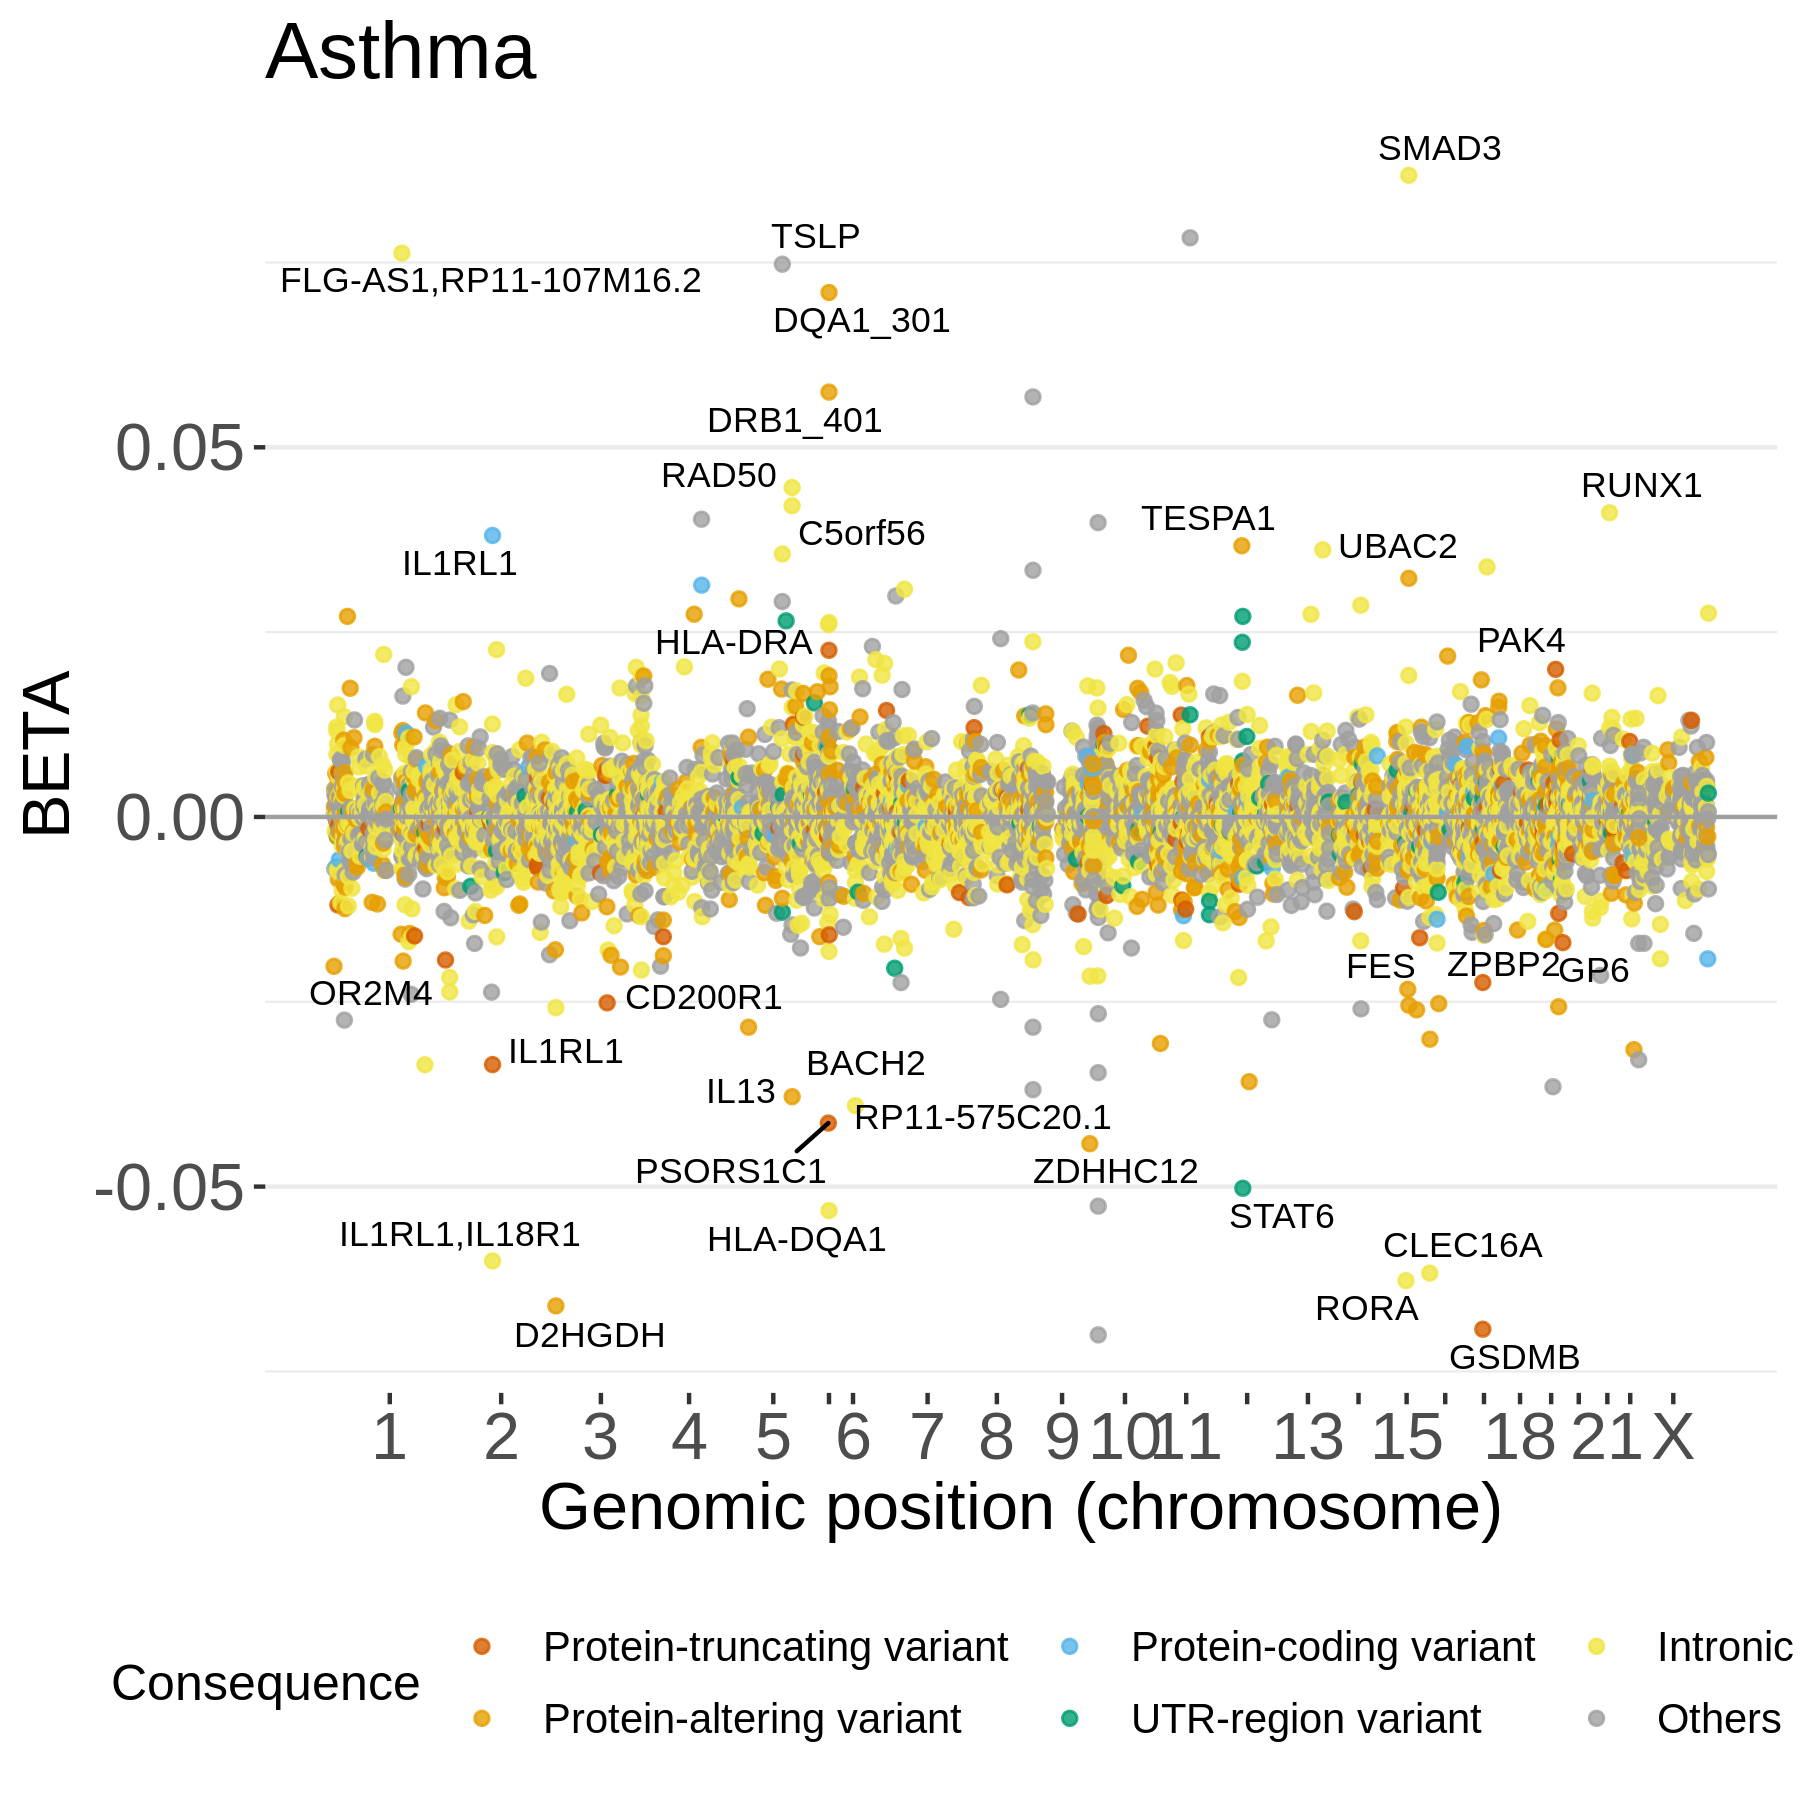 Asthma
SMAD3
TSLP
FLG-AS1,RP11-107M16.2
DQA1_301
DRB1_401
0.05
RAD50
RUNX1
TESPA1
C5orf56
UBAC2
IL1RL1
HLA-DRA
PAK4
BETA
0.00
FES
ZPBP2
GP6
OR2M4
CD200R1
IL1RL1
BACH2
IL13
RP11-575C20.1
PSORS1C1
ZDHHC12
-0.05
STAT6
IL1RL1,IL18R1
HLA-DQA1
CLEC16A
RORA
D2HGDH
GSDMB
1 2 3 4 5 6 7 8 9 10 11 13 15 18 21 X
Genomic position (chromosome)
Consequence
Protein-truncating variant
Protein-coding variant
Intronic
Protein-altering variant
UTR-region variant
Others